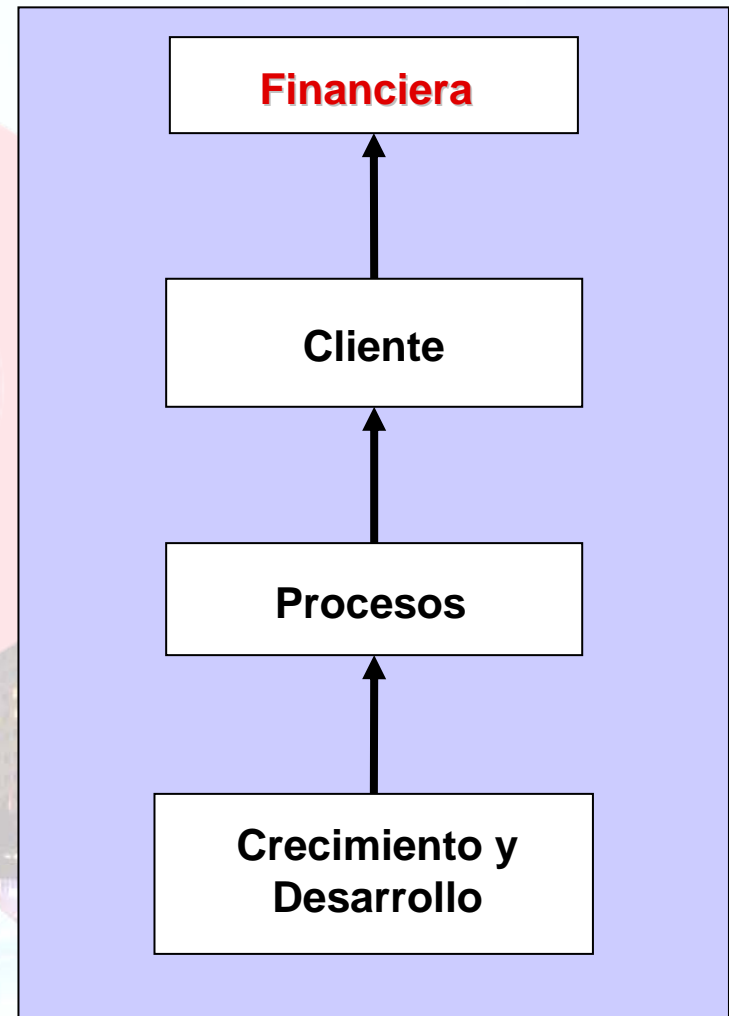 Financiera
Cliente
Procesos
Crecimiento y
Desarrollo